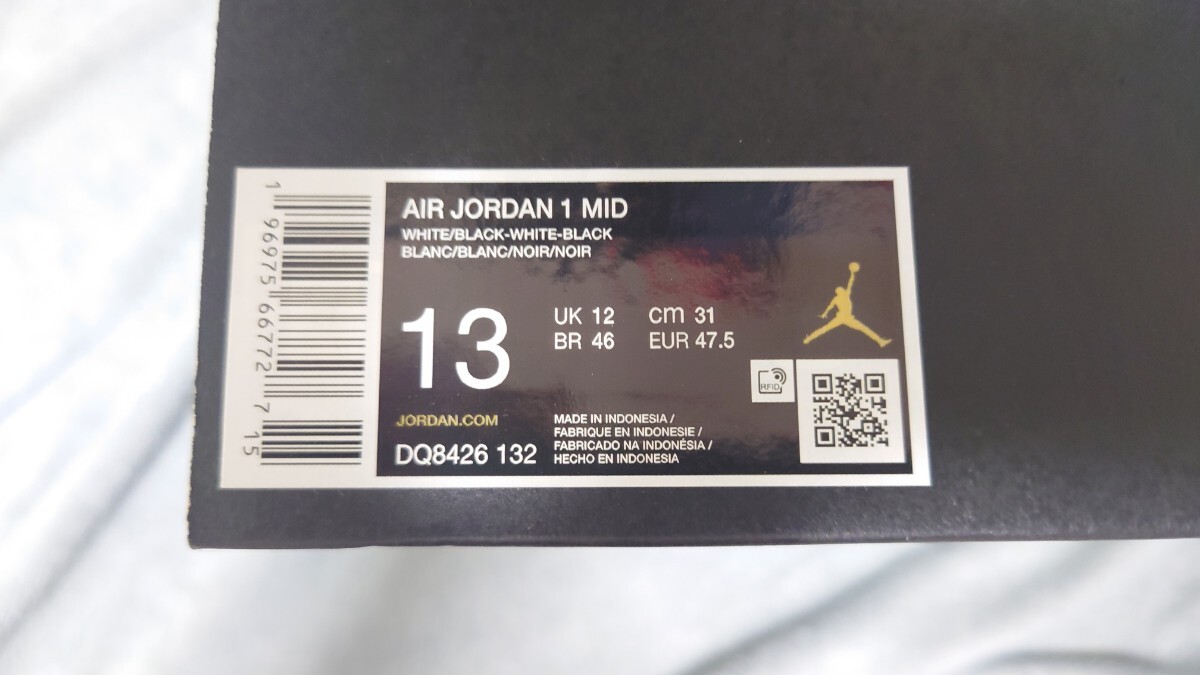 1 96975 66772 7 15
AIR JORDAN 1 MID
WHITE/BLACK-WHITE-BLACK
BLANC/BLANC/NOIR/NOIR
13
UK 12 cm 31
BR 46 EUR 47.5
RFID
JORDAN.COM
DQ8426 132
MADE IN INDONESIA /
FABRIQUE EN INDONESIE /
FABRICADO NA INDONÉSIA /
HECHO EN INDONESIA